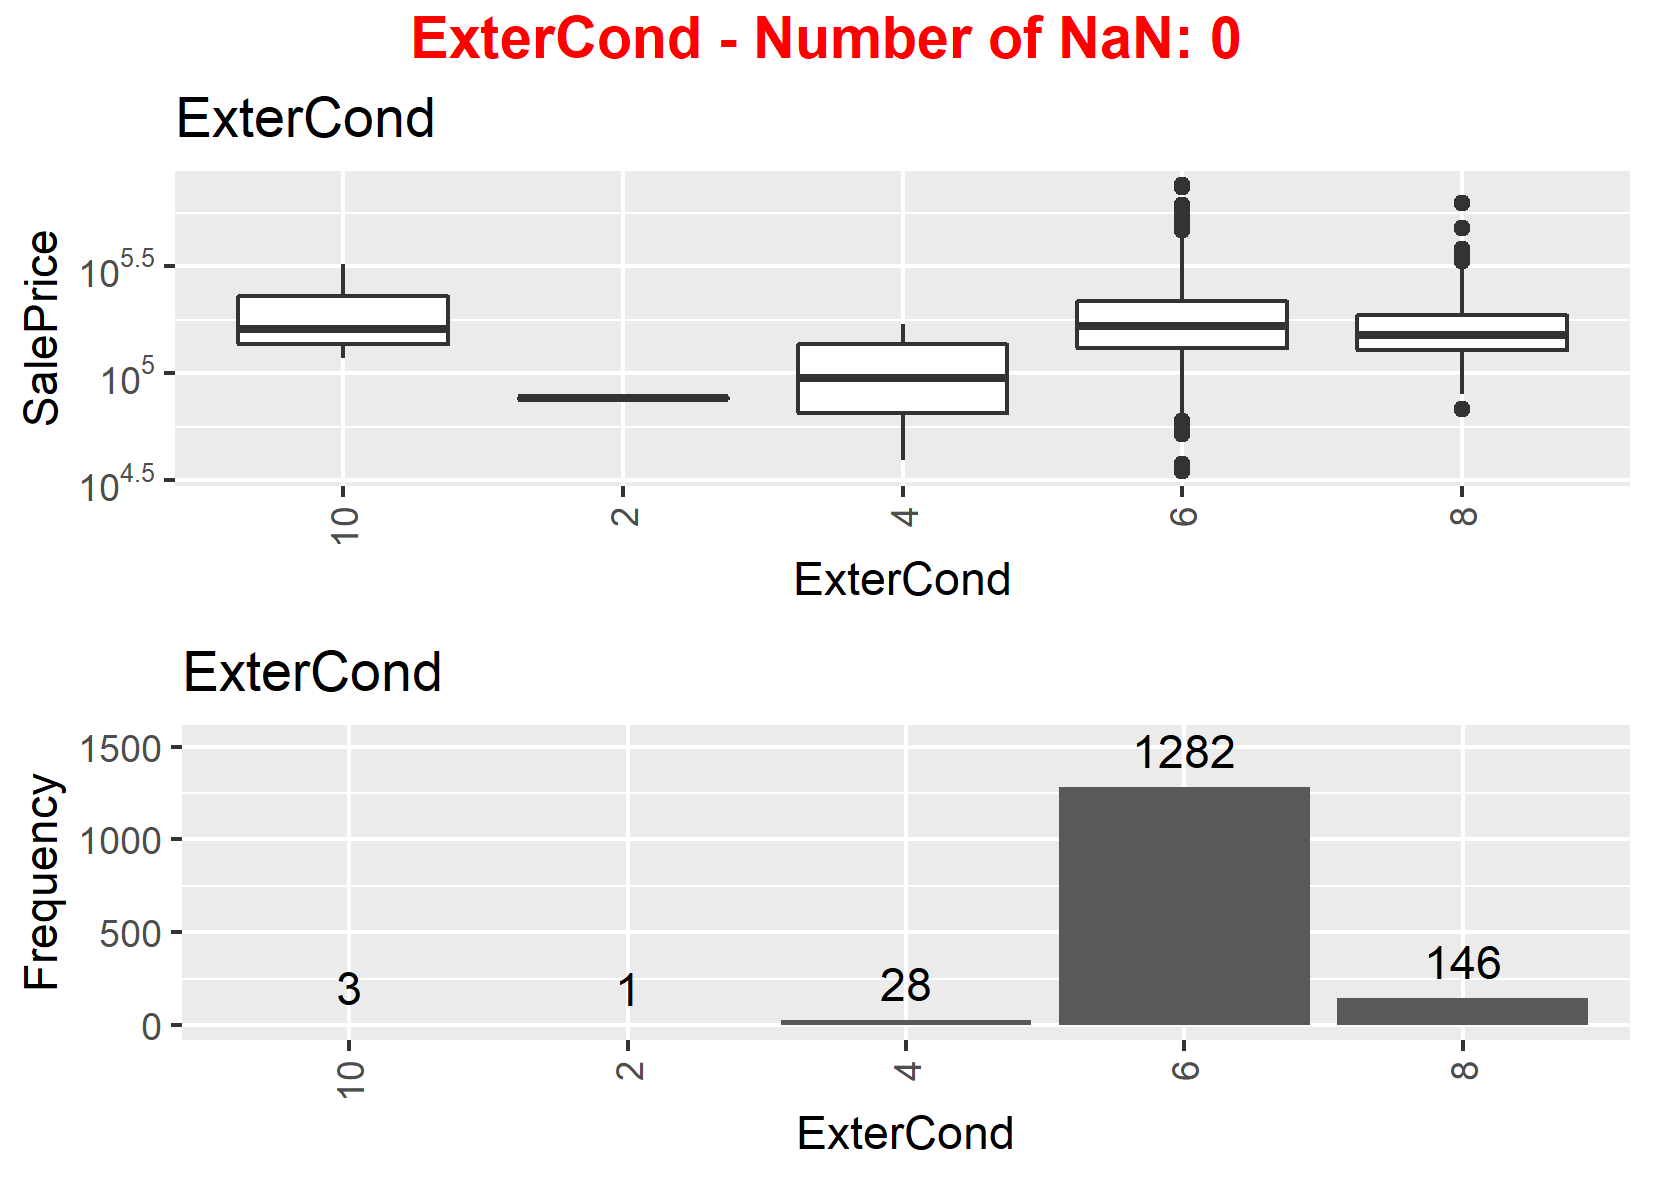 ExterCond - Number of NaN: 0
ExterCond
SalePrice
10^5.5
10^5
10^4.5
10 2 4 6 8
ExterCond
ExterCond
Frequency
1500
1000
500
0
3 1 28 1282 146
10 2 4 6 8
ExterCond